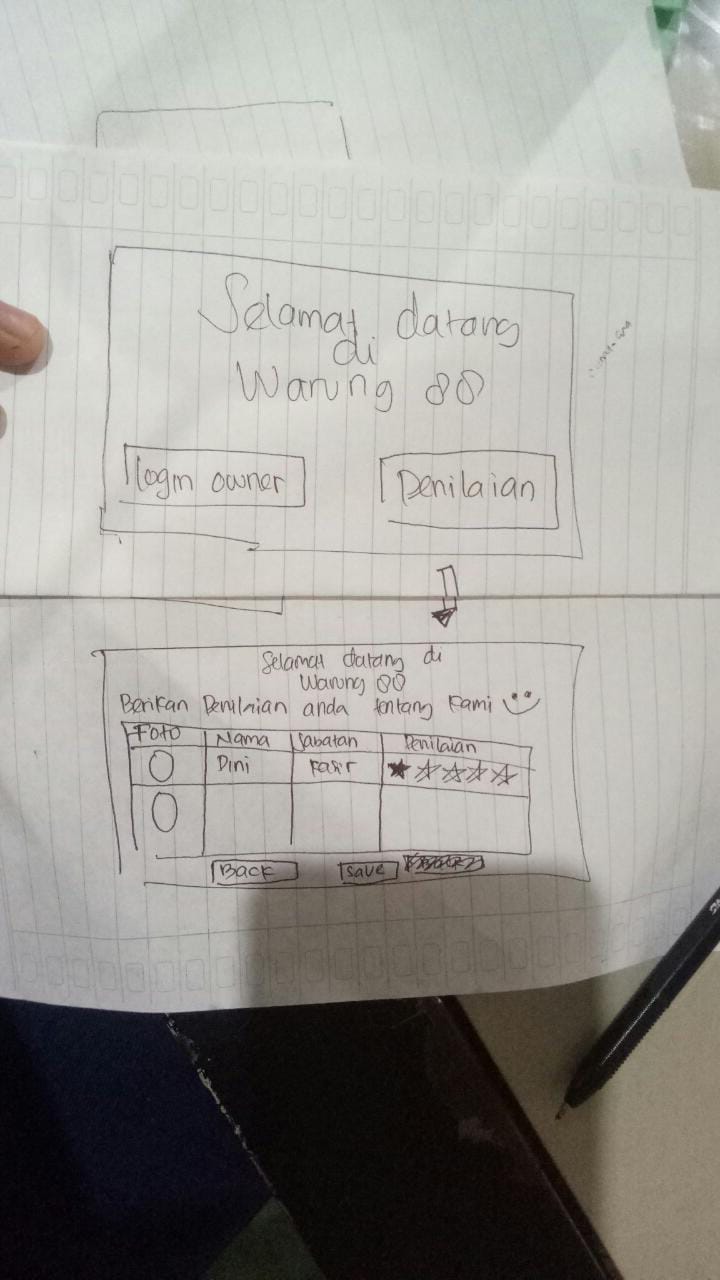 Selamat datang
di
Warung 88
login owner
Penilaian
Selamat datang di
Warung 88
Berikan Penilaian anda tentang Kami
Foto Nama Jabatan Penilaian
Dini Kasir
Back Save